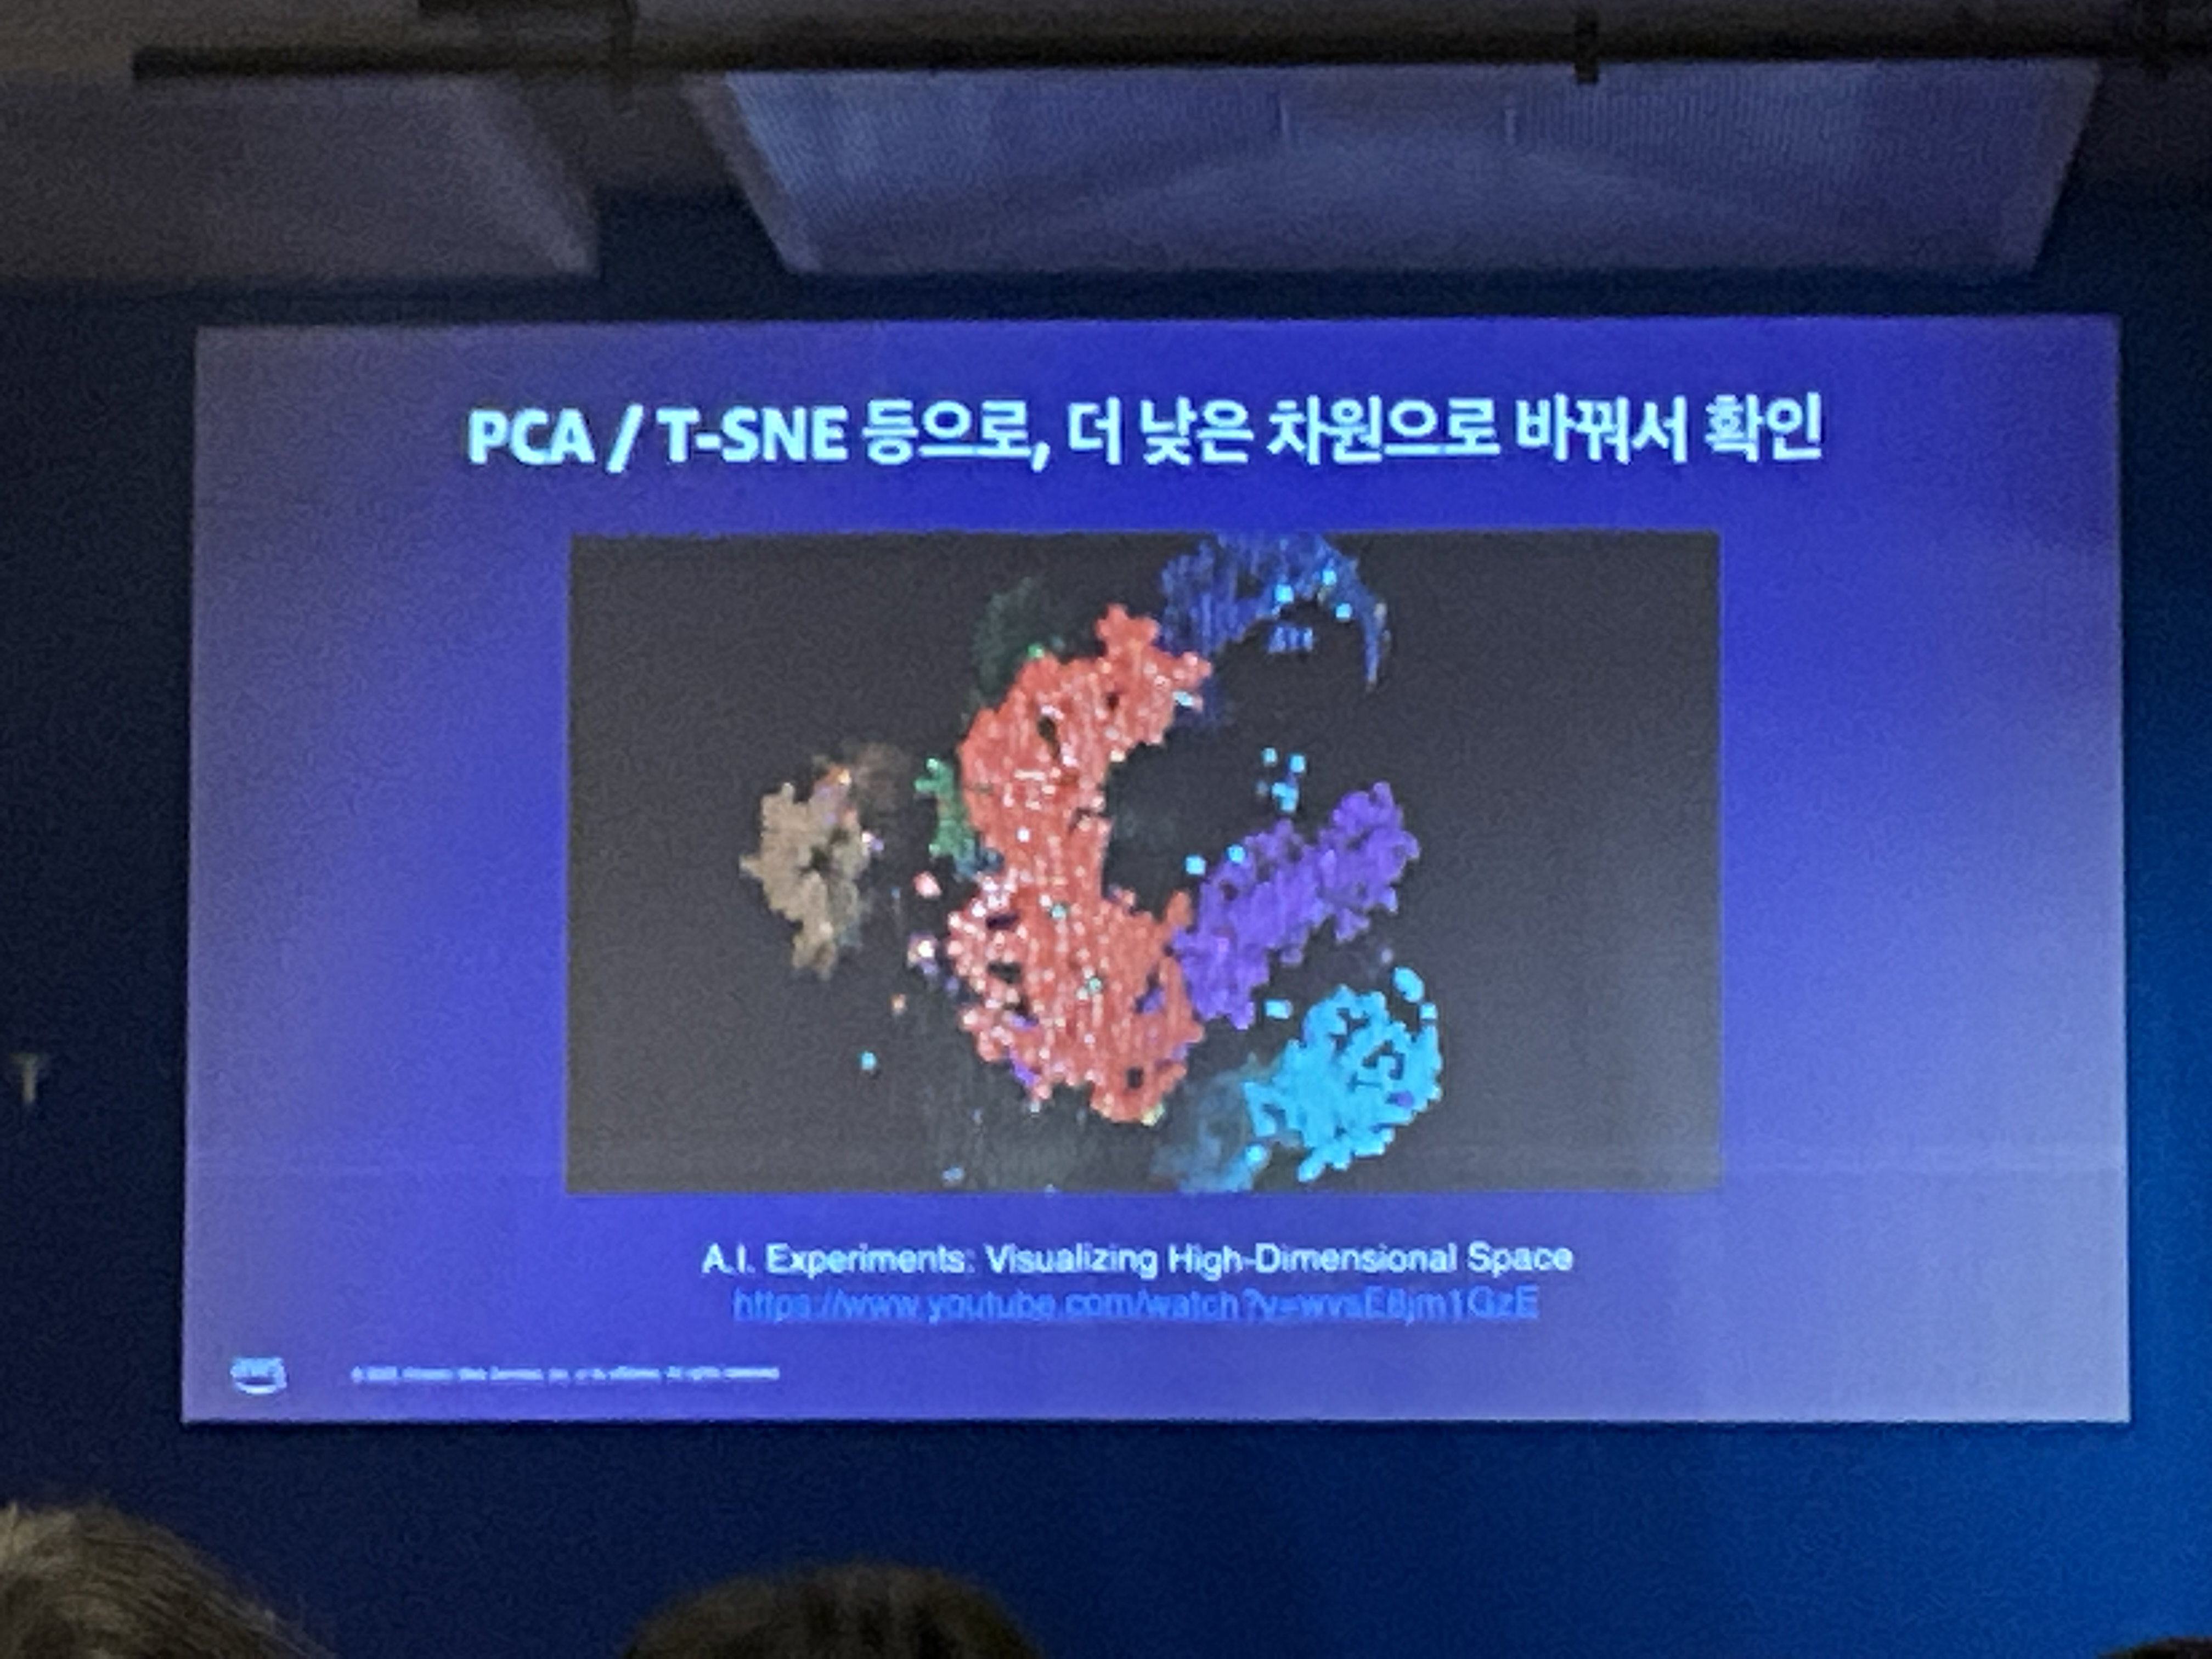 PCA / T-SNE 등으로, 더 낮은 차원으로 바꿔서 확인
A.I. Experiments: Visualizing High-Dimensional Space
https://www.youtube.com/watch?v=wvsE8jm1GzE
aws
T